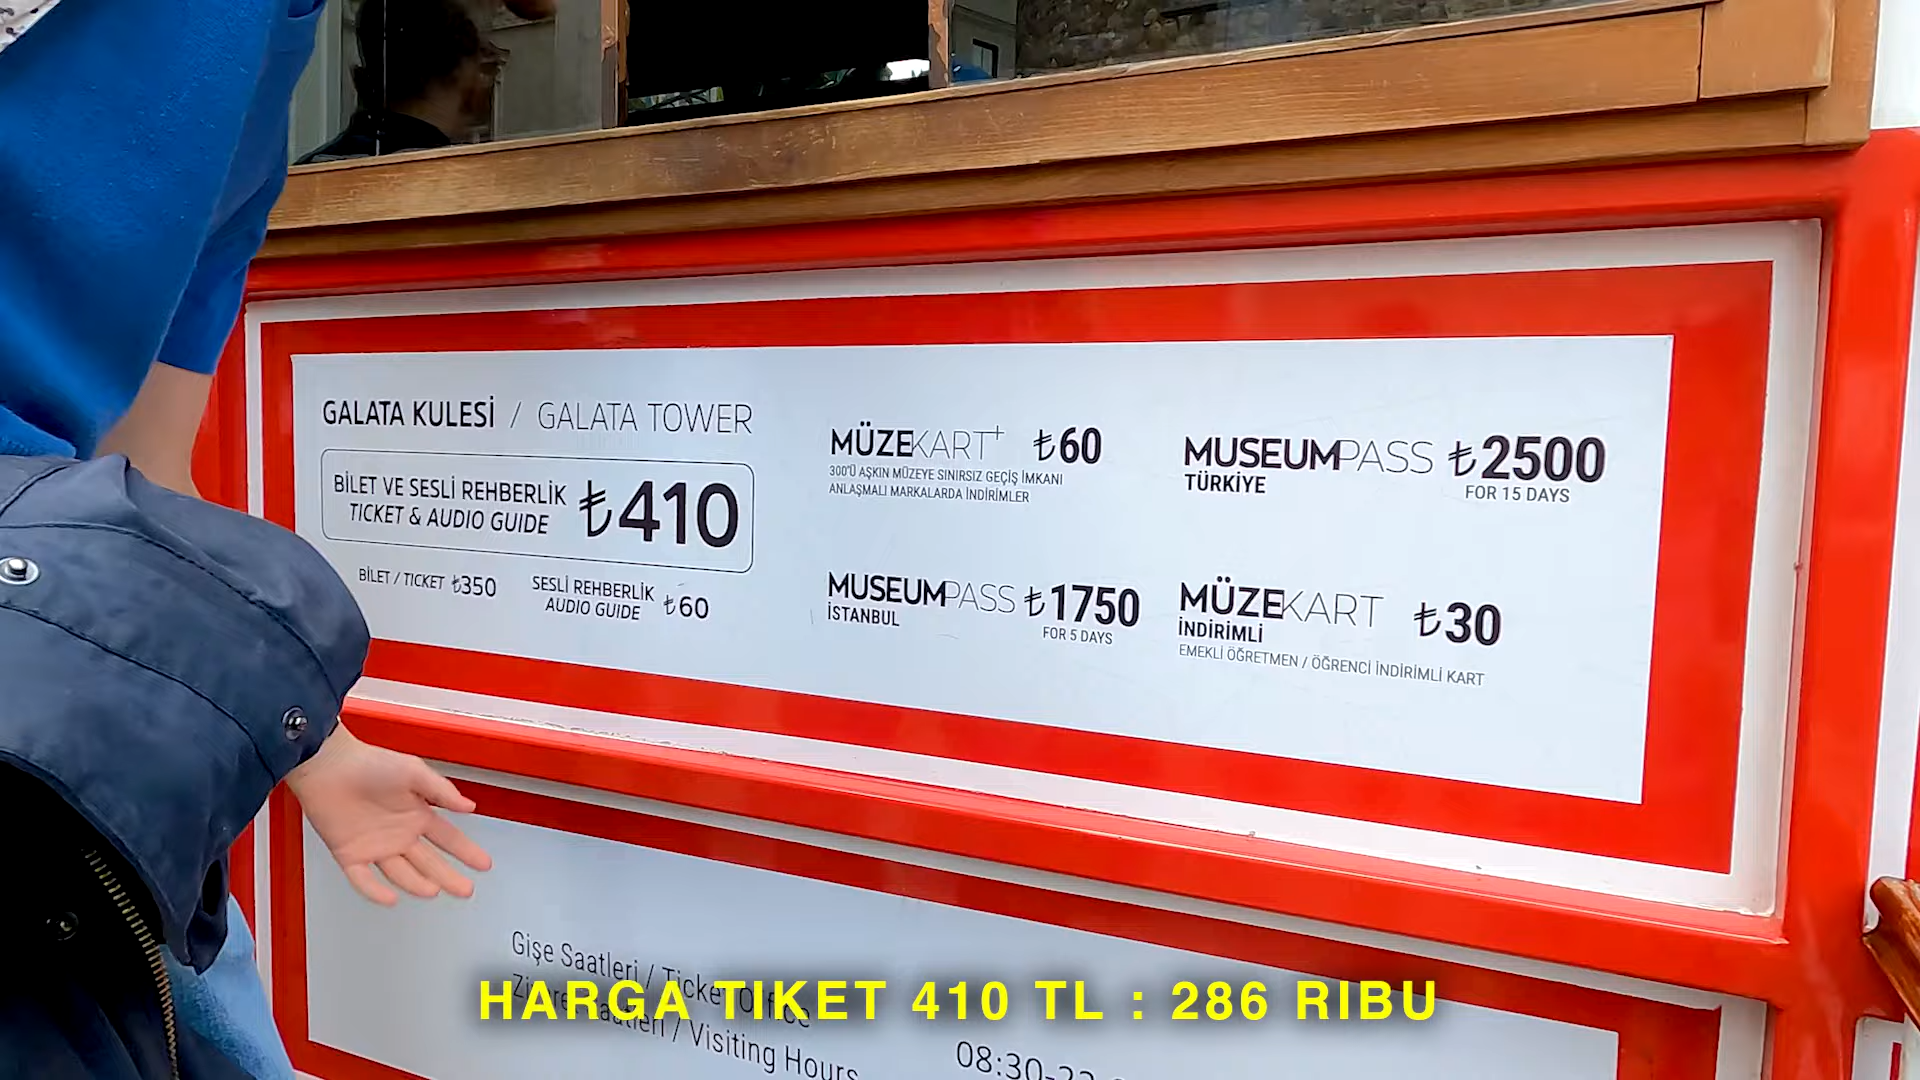 GALATA KULESİ / GALATA TOWER
BİLET VE SESLİ REHBERLİK
TICKET & AUDIO GUIDE
₺410
BİLET / TICKET ₺350
SESLİ REHBERLİK
AUDIO GUIDE
₺60
MÜZEKART+ ₺60
300'Ü AŞKIN MÜZEYE SINIRSIZ GEÇİŞ İMKANI
ANLAŞMALI MARKALARDA İNDİRİMLER
MUSEUMPASS ₺2500
TÜRKİYE
FOR 15 DAYS
MUSEUMPASS ₺1750
İSTANBUL
FOR 5 DAYS
MÜZEKART ₺30
İNDİRİMLİ
EMEKLİ ÖĞRETMEN / ÖĞRENCİ İNDİRİMLİ KART
Gişe Saatleri / Ticket Office
/ Visiting Hours
08:30-
HARGA TIKET 410 TL : 286 RIBU